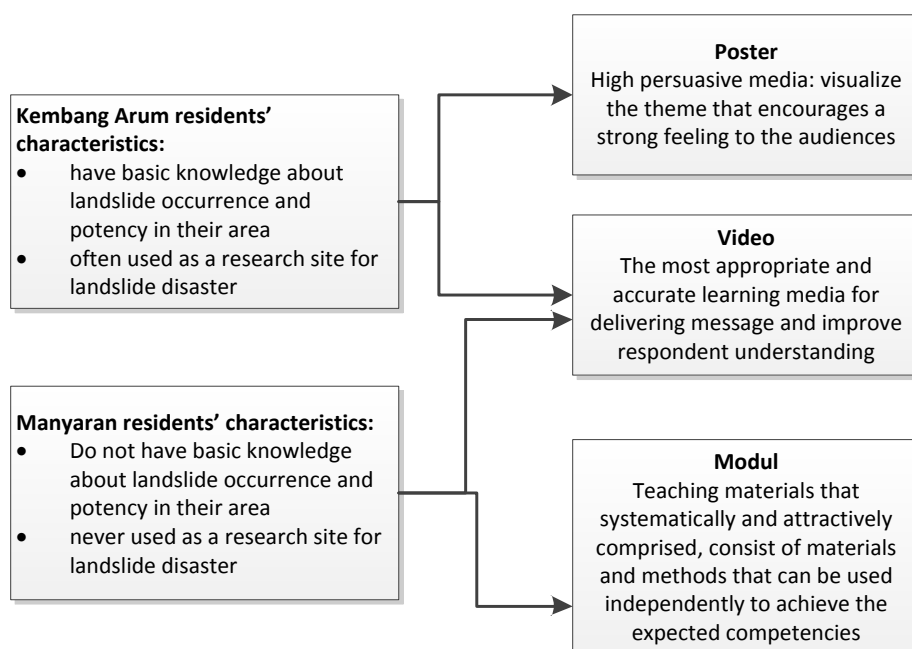 Kembang Arum residents’
characteristics:
• have basic knowledge about
landslide occurrence and
potency in their area
• often used as a research site for
landslide disaster
Manyaran residents’ characteristics:
• Do not have basic knowledge
about landslide occurrence and
potency in their area
• never used as a research site for
landslide disaster
Poster
High persuasive media: visualize
the theme that encourages a
strong feeling to the audiences
Video
The most appropriate and
accurate learning media for
delivering message and improve
respondent understanding
Modul
Teaching materials that
systematically and attractively
comprised, consist of materials
and methods that can be used
independently to achieve the
expected competencies